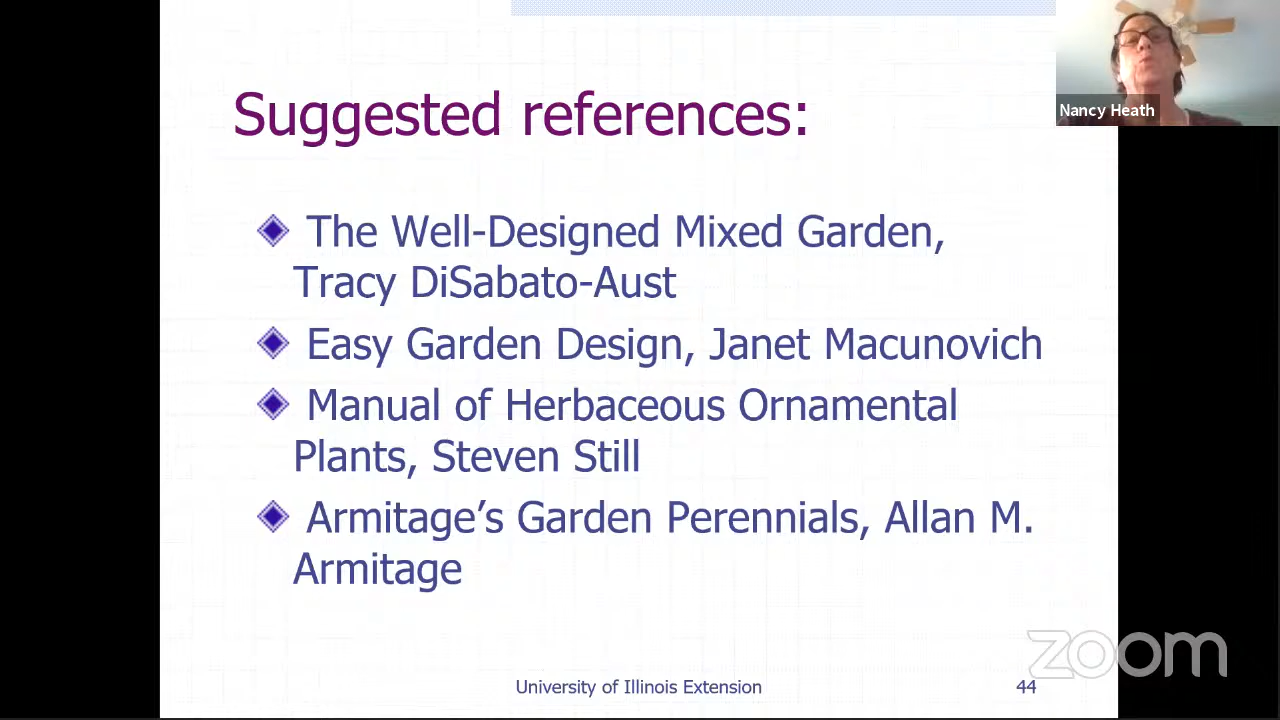 Nancy Heath
Suggested references:
The Well-Designed Mixed Garden,
Tracy DiSabato-Aust
Easy Garden Design, Janet Macunovich
Manual of Herbaceous Ornamental
Plants, Steven Still
Armitage’s Garden Perennials, Allan M.
Armitage
University of Illinois Extension
44
zoom